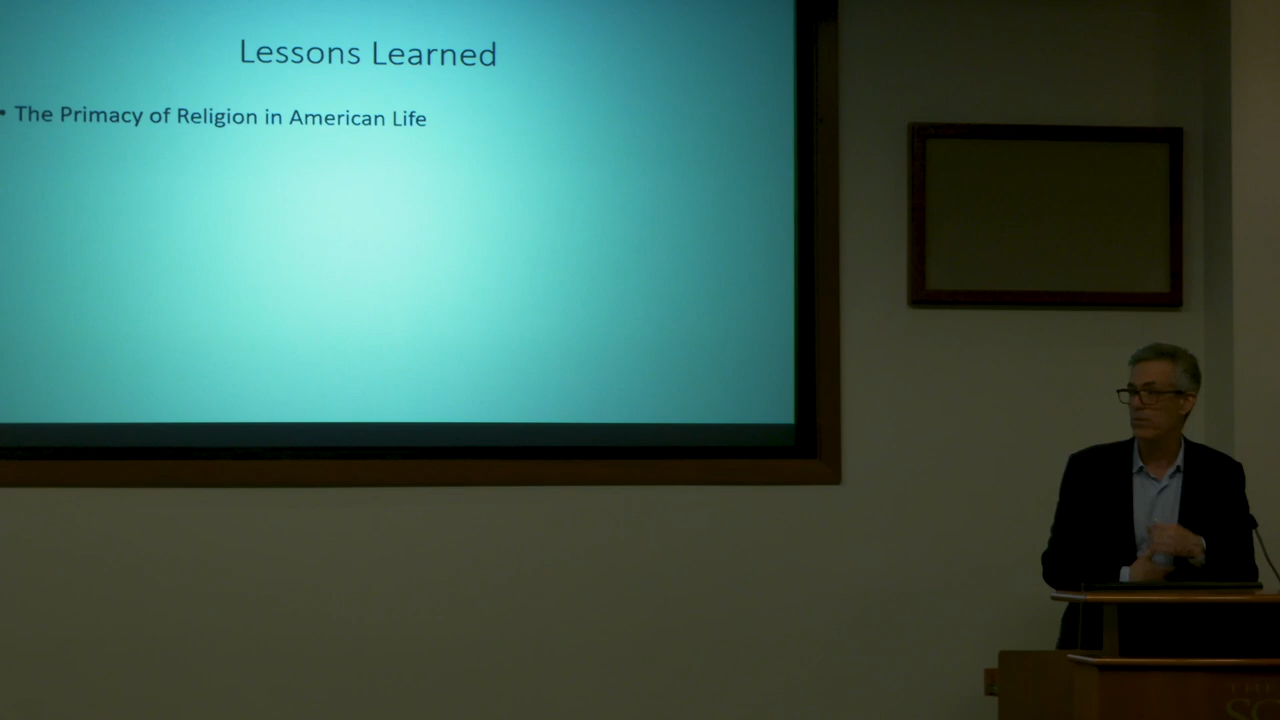 Lessons Learned
• The Primacy of Religion in American Life